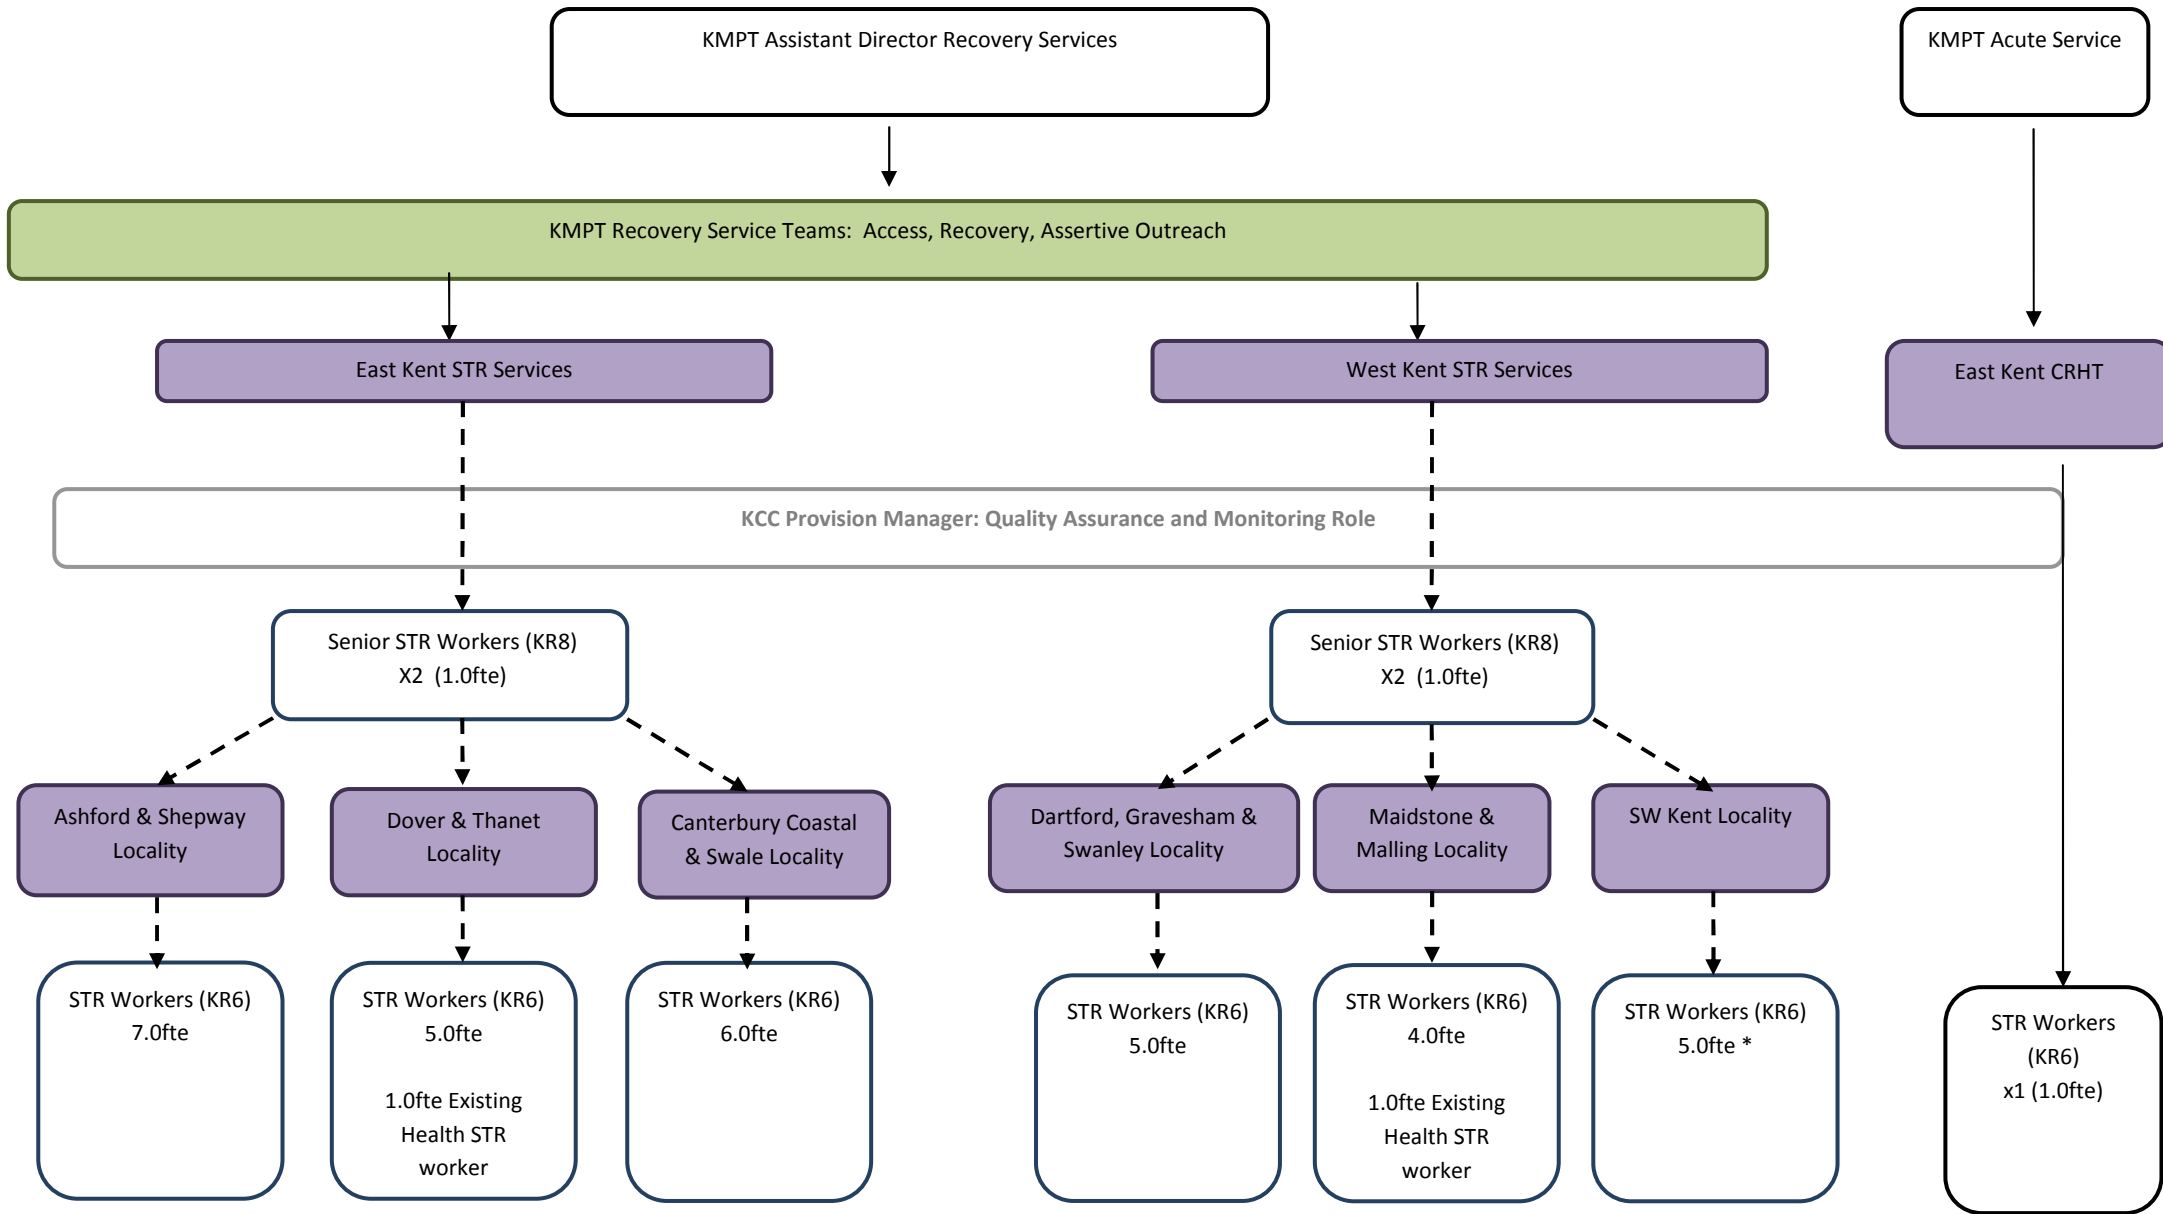 KMPT Assistant Director Recovery Services
KMPT Acute Service
KMPT Recovery Service Teams: Access, Recovery, Assertive Outreach
East Kent STR Services
West Kent STR Services
East Kent CRHT
KCC Provision Manager: Quality Assurance and Monitoring Role
Senior STR Workers (KR8)
X2 (1.0fte)
Senior STR Workers (KR8)
X2 (1.0fte)
Ashford & Shepway
Locality
Dover & Thanet
Locality
Canterbury Coastal
& Swale Locality
Dartford, Gravesham &
Swanley Locality
Maidstone &
Malling Locality
SW Kent Locality
STR Workers (KR6)
7.0fte
STR Workers (KR6)
5.0fte
1.0fte Existing
Health STR
worker
STR Workers (KR6)
6.0fte
STR Workers (KR6)
5.0fte
STR Workers (KR6)
4.0fte
1.0fte Existing
Health STR
worker
STR Workers (KR6)
5.0fte *
STR Workers
(KR6)
x1 (1.0fte)